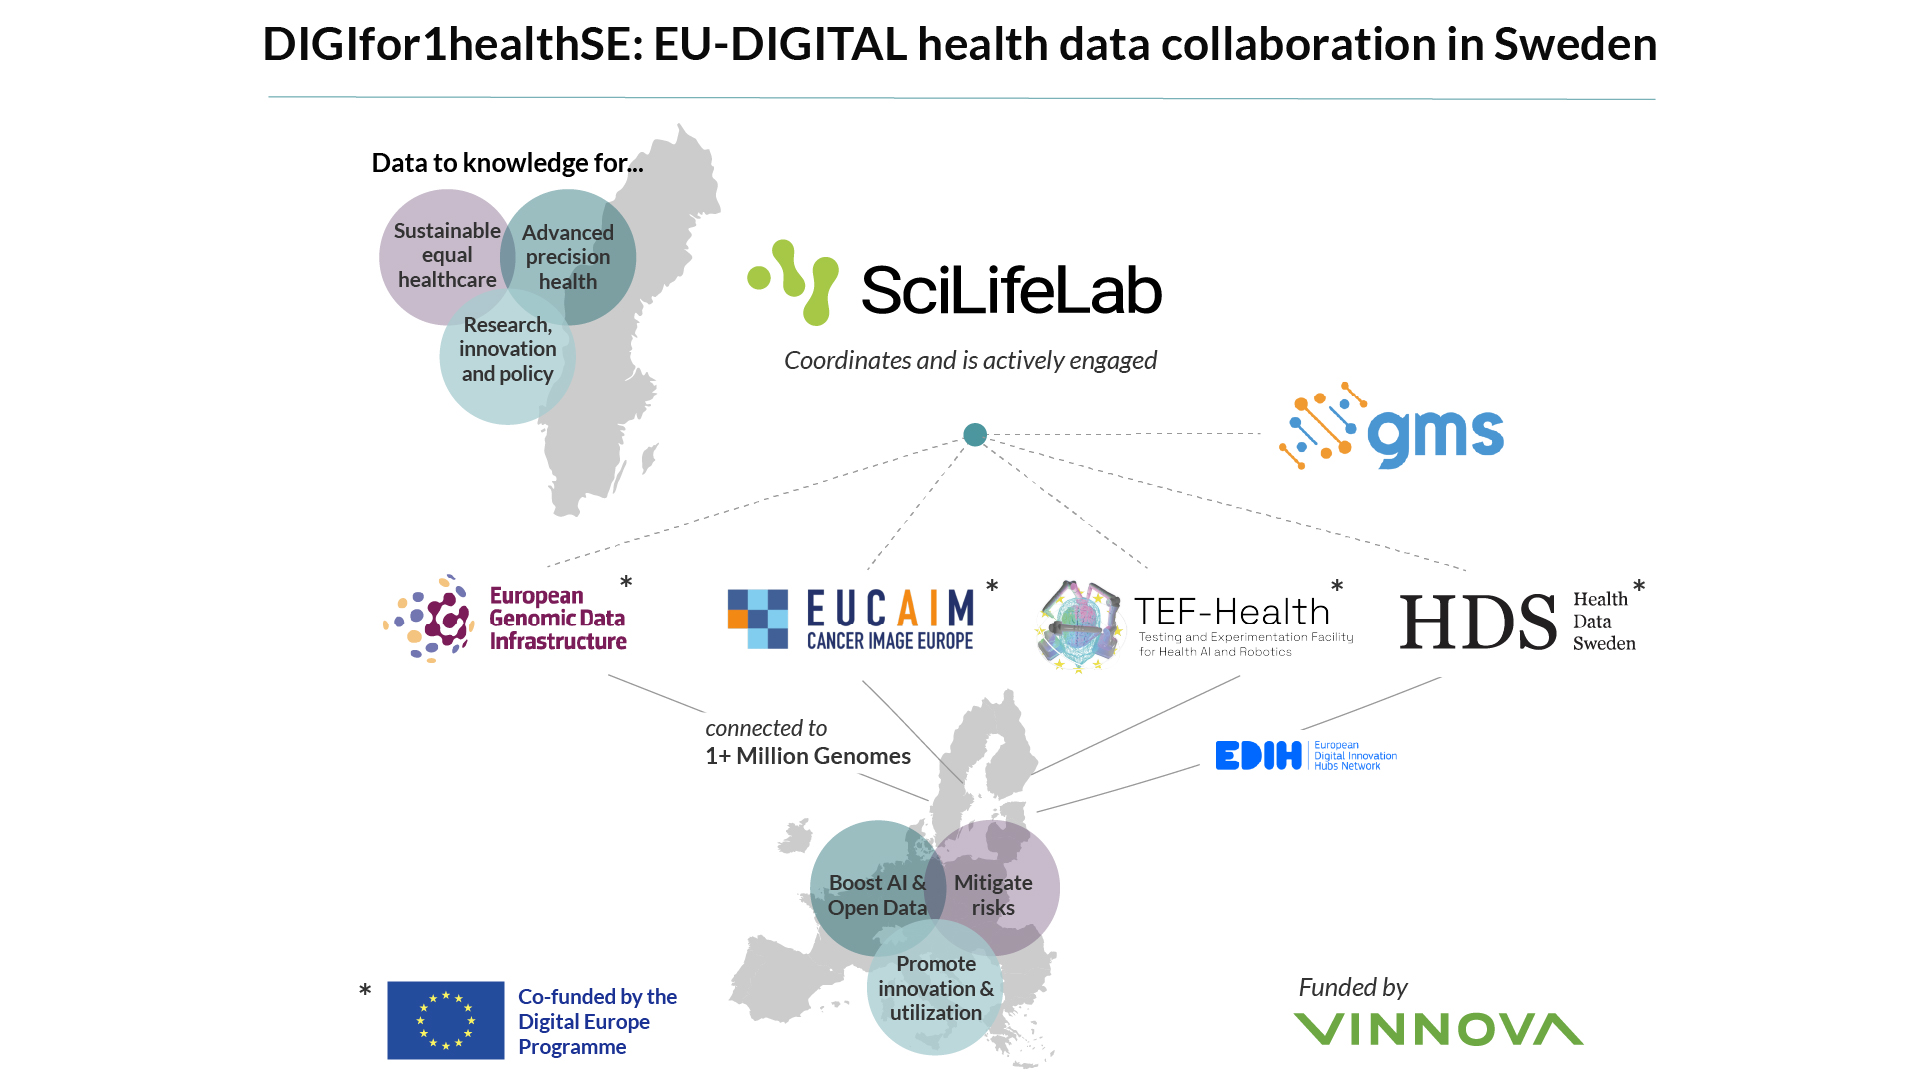 DIGIfor1healthSE: EU-DIGITAL health data collaboration in Sweden
Data to knowledge for...
Sustainable
equal
healthcare
Advanced
precision
health
Research,
innovation
and policy
SciLifeLab
Coordinates and is actively engaged
gms
European
Genomic Data
Infrastructure
*
EUCAIM
CANCER IMAGE EUROPE
*
TEF-Health
Testing and Experimentation Facility
for Health AI and Robotics
*
HDS
Health
Data
Sweden
*
connected to
1+ Million Genomes
EDIH
European
Digital Innovation
Hubs Network
Boost AI &
Open Data
Mitigate
risks
Promote
innovation &
utilization
*
Co-funded by the
Digital Europe
Programme
Funded by
VINNOVA